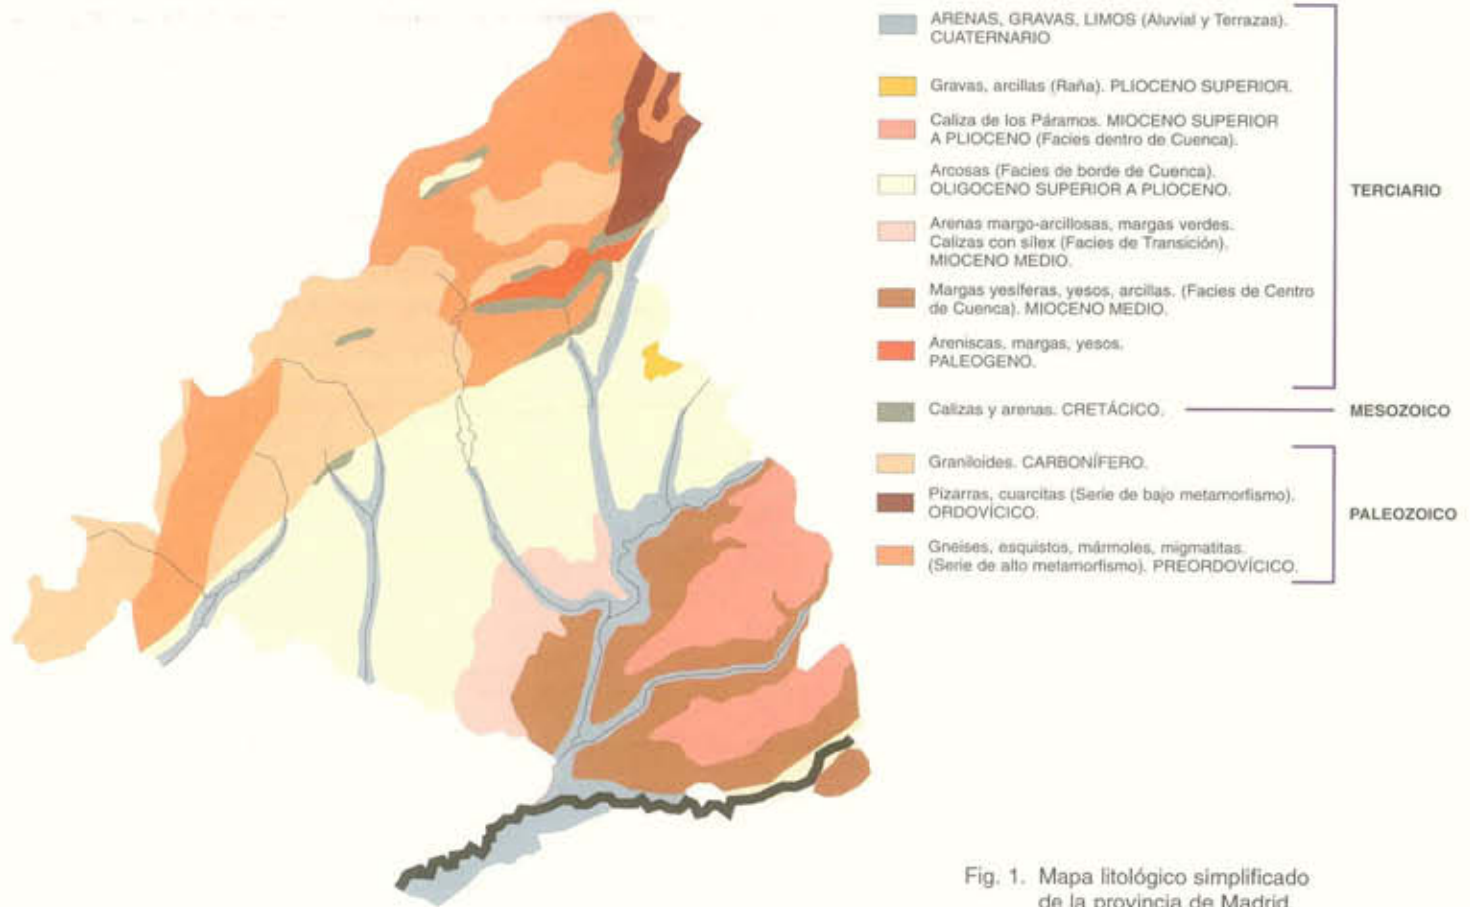 ARENAS, GRAVAS, LIMOS (Aluvial y Terrazas).
CUATERNARIO
Gravas, arcillas (Raña). PLIOCENO SUPERIOR.
Caliza de los Páramos. MIOCENO SUPERIOR
A PLIOCENO (Facies dentro de Cuenca).
Arcosas (Facies de borde de Cuenca).
OLIGOCENO SUPERIOR A PLIOCENO.
Arenas margo-arcillosas, margas verdes.
Calizas con sílex (Facies de Transición).
MIOCENO MEDIO.
Margas yesíferas, yesos, arcillas. (Facies de Centro
de Cuenca). MIOCENO MEDIO.
Areniscas, margas, yesos.
PALEOGENO.
TERCIARIO
Calizas y arenas. CRETÁCICO.
MESOZOICO
Graniloides. CARBONÍFERO.
Pizarras, cuarcitas (Serie de bajo metamorfismo).
ORDOVÍCICO.
Gneises, esquistos, mármoles, migmatitas.
(Serie de alto metamorfismo). PREORDOVÍCICO.
PALEOZOICO
Fig. 1. Mapa litológico simplificado
de la provincia de Madrid